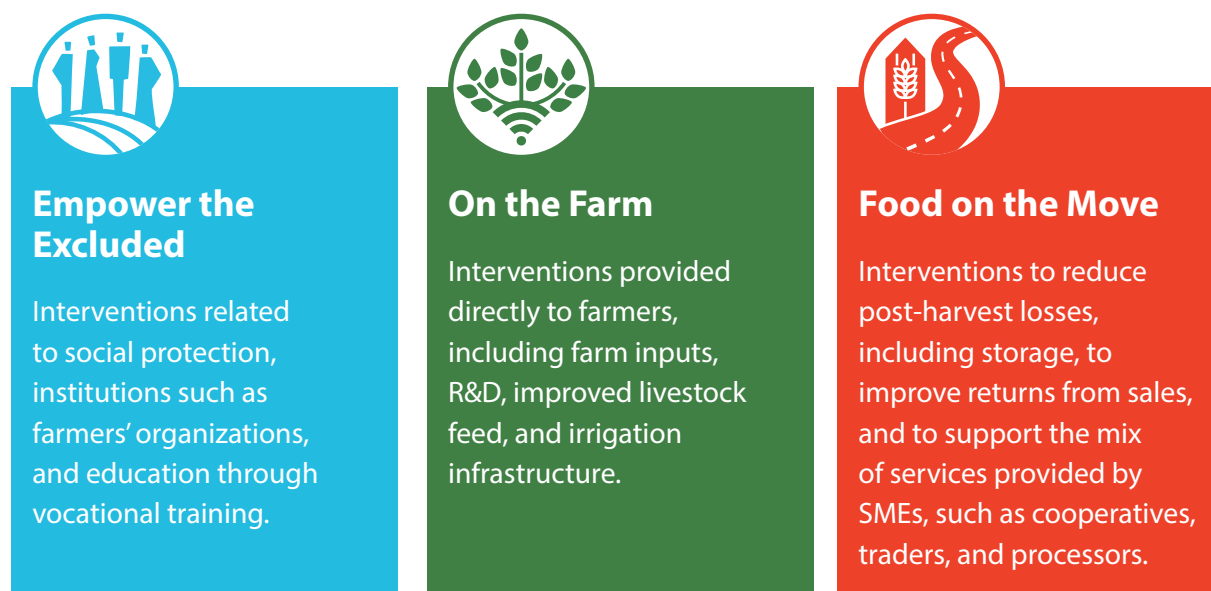 Empower the
Excluded
Interventions related
to social protection,
institutions such as
farmers’ organizations,
and education through
vocational training.
On the Farm
Interventions provided
directly to farmers,
including farm inputs,
R&D, improved livestock
feed, and irrigation
infrastructure.
Food on the Move
Interventions to reduce
post-harvest losses,
including storage, to
improve returns from sales,
and to support the mix
of services provided by
SMEs, such as cooperatives,
traders, and processors.